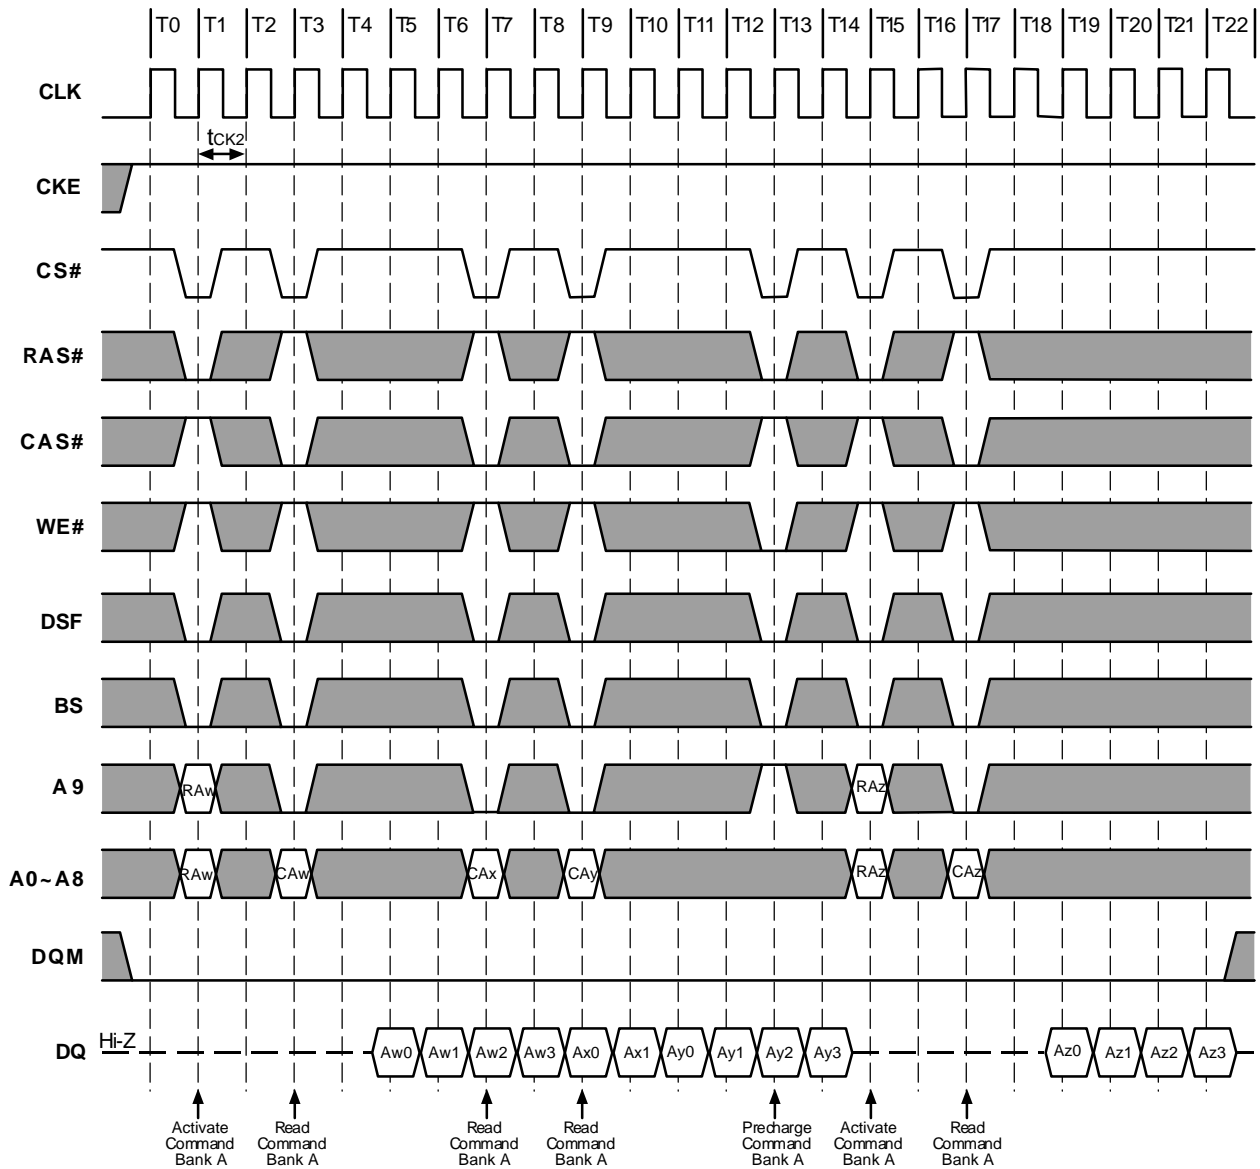 T0 T1 T2 T3 T4 T5 T6 T7 T8 T9 T10 T11 T12 T13 T14 T15 T16 T17 T18 T19 T20 T21 T22
CLK
tCK2
CKE
CS#
RAS#
CAS#
WE#
DSF
BS
A9
RAw RAz
A0~A8
RAw CAw CAx CAy RAz CAz
DQM
DQ
Hi-Z
Aw0 Aw1 Aw2 Aw3 Ax0 Ax1 Ay0 Ay1 Ay2 Ay3 Az0 Az1 Az2 Az3
Activate
Command
Bank A
Read
Command
Bank A
Read
Command
Bank A
Read
Command
Bank A
Precharge
Command
Bank A
Activate
Command
Bank A
Read
Command
Bank A